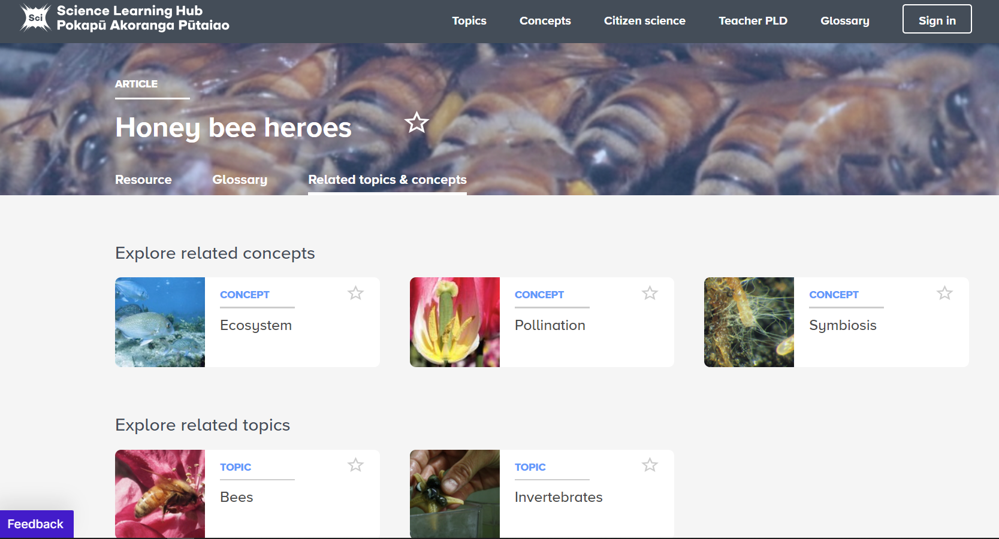 Sci
Science Learning Hub
Pokapū Akoranga Pūtaiao
Topics
Concepts
Citizen science
Teacher PLD
Glossary
Sign in
ARTICLE
Honey bee heroes
Resource
Glossary
Related topics & concepts
Explore related concepts
CONCEPT
Ecosystem
CONCEPT
Pollination
CONCEPT
Symbiosis
Explore related topics
TOPIC
Bees
TOPIC
Invertebrates
Feedback